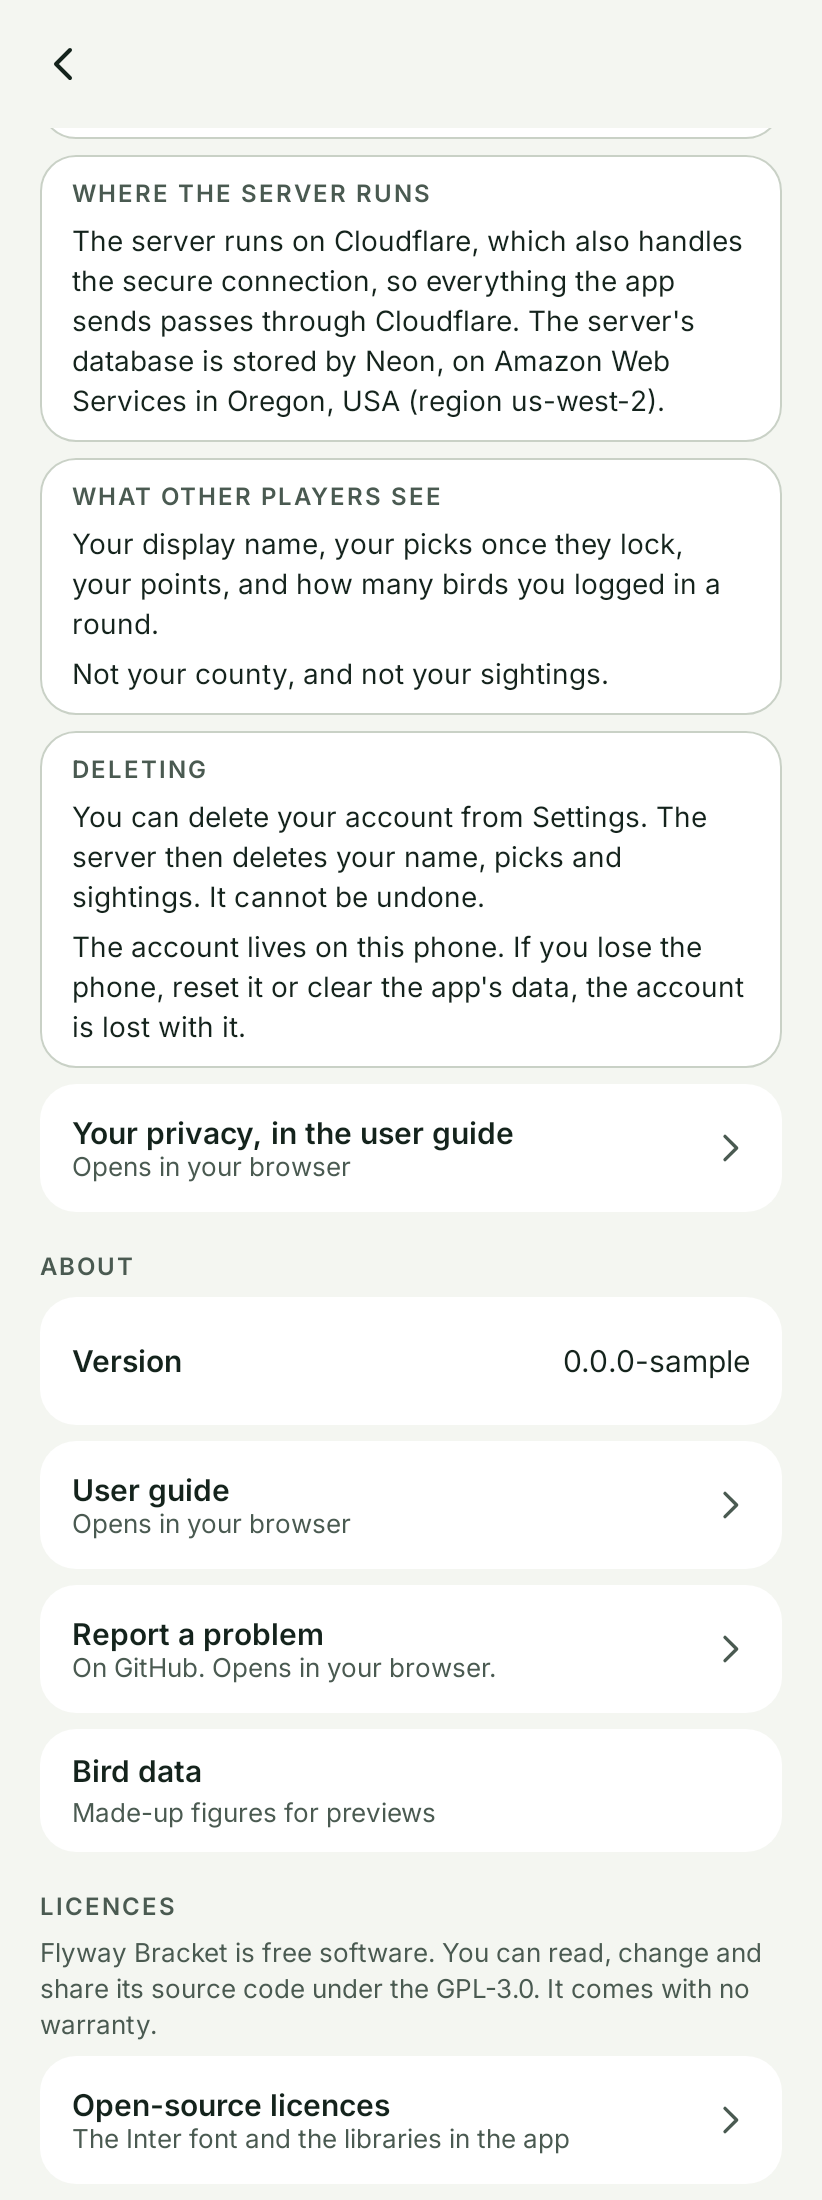 WHERE THE SERVER RUNS
The server runs on Cloudflare, which also handles
the secure connection, so everything the app
sends passes through Cloudflare. The server's
database is stored by Neon, on Amazon Web
Services in Oregon, USA (region us-west-2).
WHAT OTHER PLAYERS SEE
Your display name, your picks once they lock,
your points, and how many birds you logged in a
round.
Not your county, and not your sightings.
DELETING
You can delete your account from Settings. The
server then deletes your name, picks and
sightings. It cannot be undone.
The account lives on this phone. If you lose the
phone, reset it or clear the app's data, the account
is lost with it.
Your privacy, in the user guide
Opens in your browser
ABOUT
Version 0.0.0-sample
User guide
Opens in your browser
Report a problem
On GitHub. Opens in your browser.
Bird data
Made-up figures for previews
LICENCES
Flyway Bracket is free software. You can read, change and
share its source code under the GPL-3.0. It comes with no
warranty.
Open-source licences
The Inter font and the libraries in the app